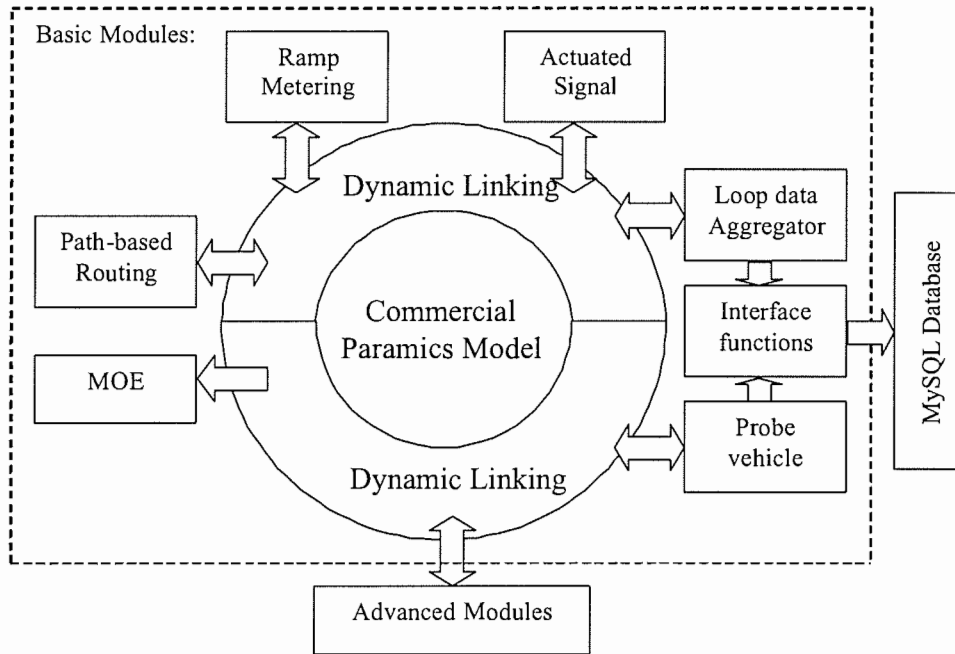 Basic Modules:
Ramp
Metering
Actuated
Signal
Dynamic Linking
Loop data
Aggregator
Path-based
Routing
Commercial
Paramics Model
Interface
functions
MySQL Database
MOE
Probe
vehicle
Dynamic Linking
Advanced Modules